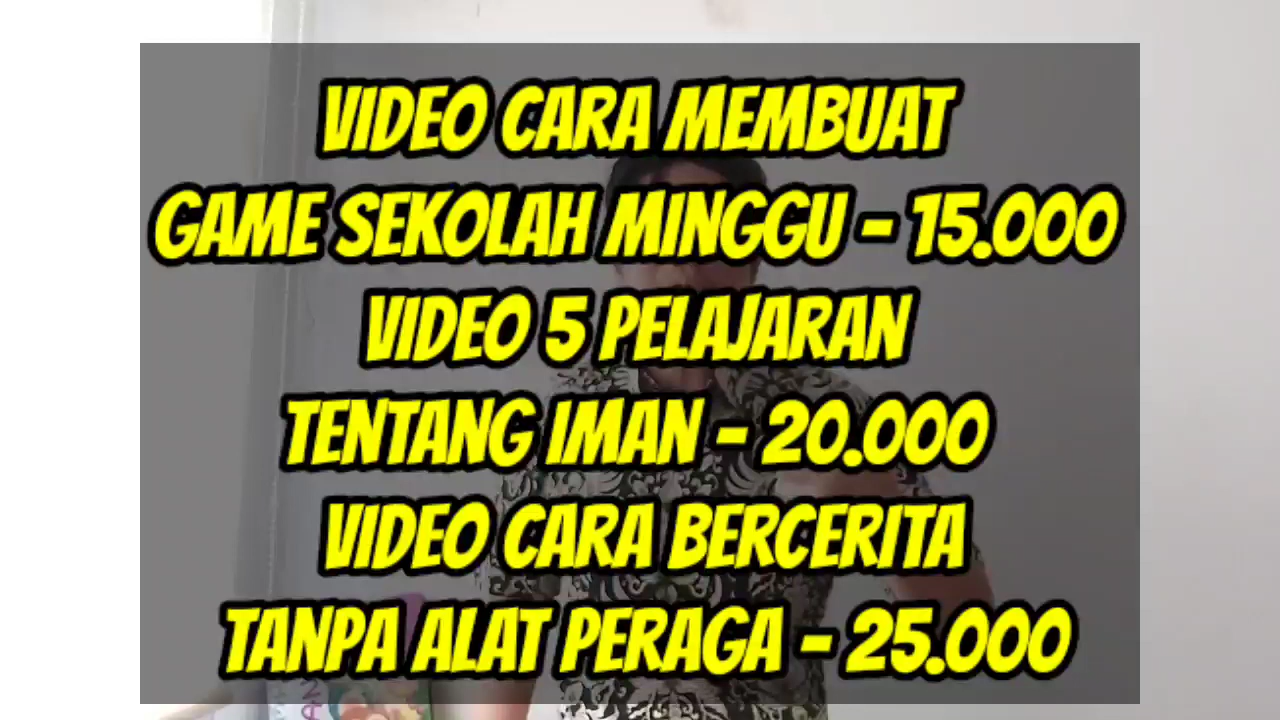 VIDEO CARA MEMBUAT
GAME SEKOLAH MINGGU - 15.000
VIDEO 5 PELAJARAN
TENTANG IMAN - 20.000
VIDEO CARA BERCERITA
TANPA ALAT PERAGA - 25.000